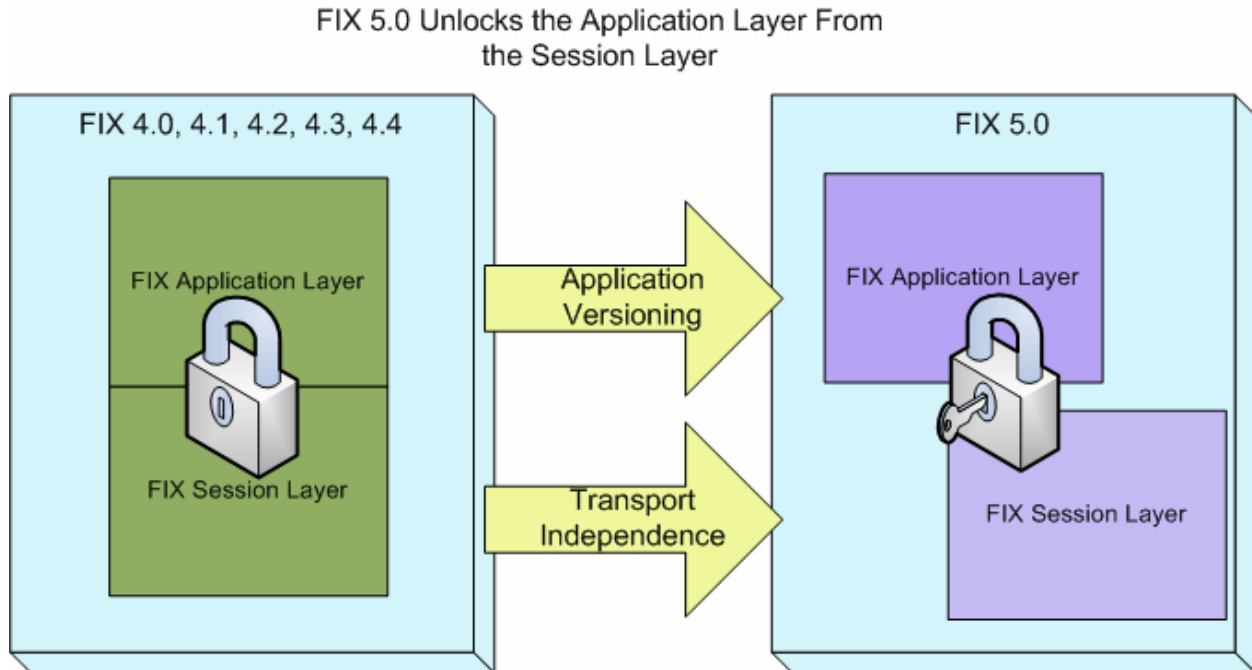 FIX 5.0 Unlocks the Application Layer From
the Session Layer
FIX 4.0, 4.1, 4.2, 4.3, 4.4
FIX Application Layer
FIX Session Layer
Application
Versioning
Transport
Independence
FIX 5.0
FIX Application Layer
FIX Session Layer